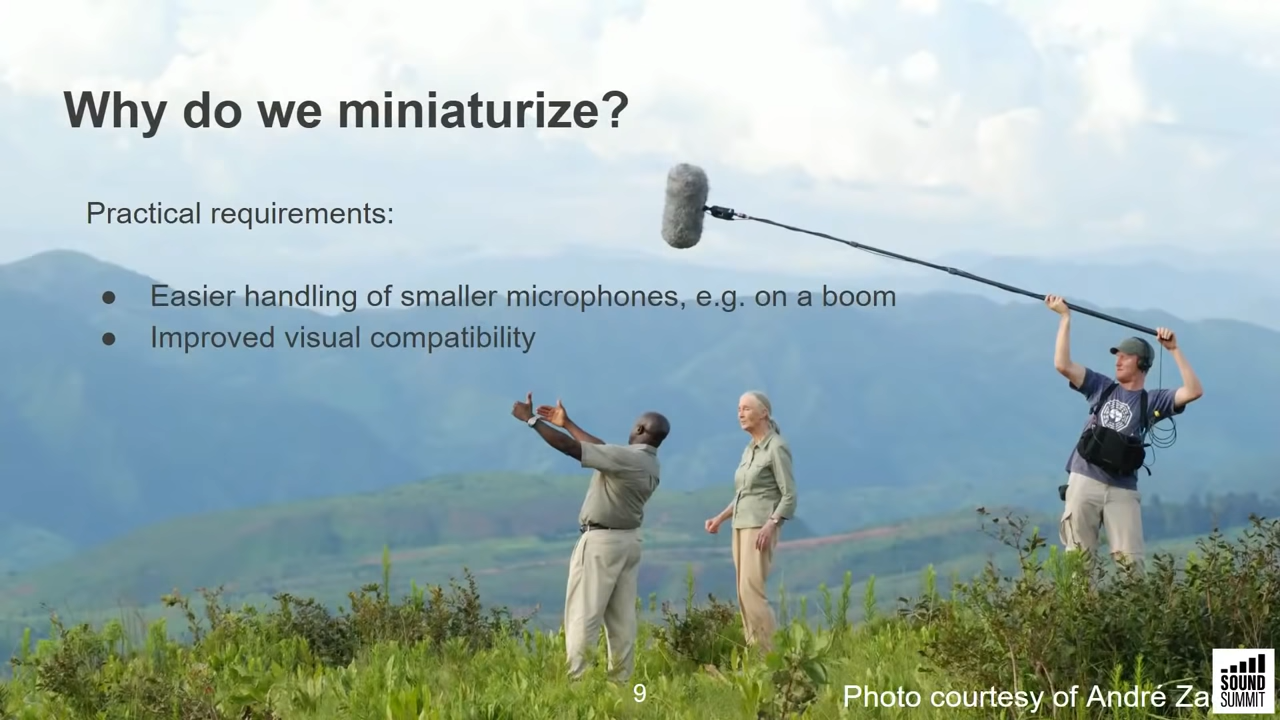 Why do we miniaturize?
Practical requirements:
● Easier handling of smaller microphones, e.g. on a boom
● Improved visual compatibility
9
Photo courtesy of André
SOUND
SUMMIT